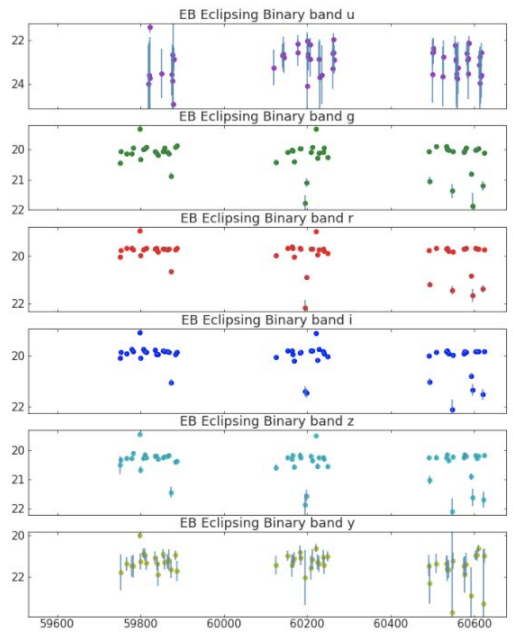 EB Eclipsing Binary band u
22
24
EB Eclipsing Binary band g
20
21
22
EB Eclipsing Binary band r
20
22
EB Eclipsing Binary band i
20
22
EB Eclipsing Binary band z
20
21
22
EB Eclipsing Binary band y
20
22
59600 59800 60000 60200 60400 60600